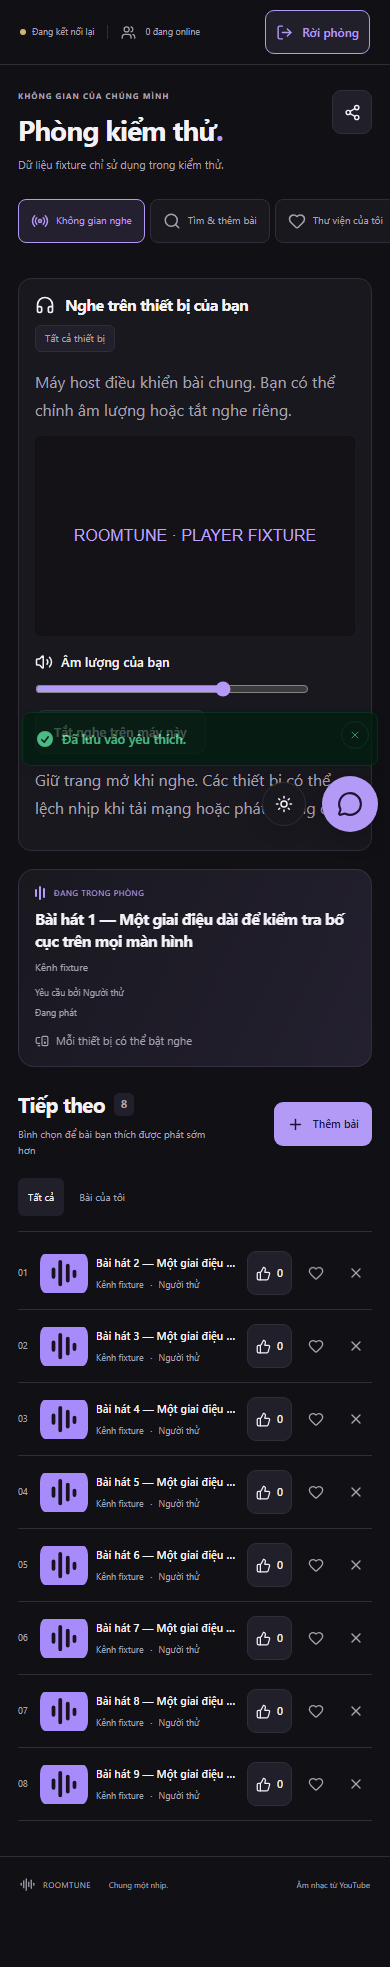 Đang kết nối lại
0 đang online
Rời phòng
KHÔNG GIAN CỦA CHÚNG MÌNH
Phòng kiểm thử.
Dữ liệu fixture chỉ sử dụng trong kiểm thử.
Không gian nghe
Tìm & thêm bài
Thư viện của tôi
Nghe trên thiết bị của bạn
Tất cả thiết bị
Máy host điều khiển bài chung. Bạn có thể
chỉnh âm lượng hoặc tắt nghe riêng.
ROOMTUNE · PLAYER FIXTURE
Âm lượng của bạn
Tắt nghe trên máy này
Đã lưu vào yêu thích.
Giữ trang mở khi nghe. Các thiết bị có thể
lệch nhịp khi tải mạng hoặc phát
ĐANG TRONG PHÒNG
Bài hát 1 — Một giai điệu dài để kiểm tra bố
cục trên mọi màn hình
Kênh fixture
Yêu cầu bởi Người thử
Đang phát
Mỗi thiết bị có thể bật nghe
Tiếp theo 8
Bình chọn để bài bạn thích được phát sớm
hơn
Thêm bài
Tất cả
Bài của tôi
01 Bài hát 2 — Một giai điệu ... 0
Kênh fixture · Người thử
02 Bài hát 3 — Một giai điệu ... 0
Kênh fixture · Người thử
03 Bài hát 4 — Một giai điệu ... 0
Kênh fixture · Người thử
04 Bài hát 5 — Một giai điệu ... 0
Kênh fixture · Người thử
05 Bài hát 6 — Một giai điệu ... 0
Kênh fixture · Người thử
06 Bài hát 7 — Một giai điệu ... 0
Kênh fixture · Người thử
07 Bài hát 8 — Một giai điệu ... 0
Kênh fixture · Người thử
08 Bài hát 9 — Một giai điệu ... 0
Kênh fixture · Người thử
ROOMTUNE
Chung một nhịp.
Âm nhạc từ YouTube